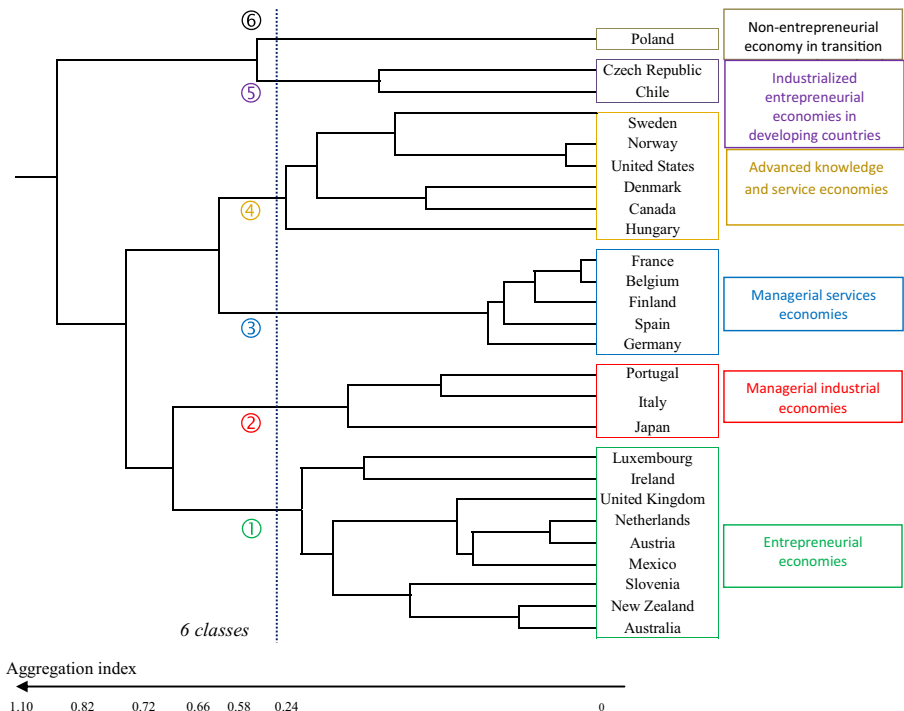 ⑥
Poland
Non-entrepreneurial
economy in transition
⑤
Czech Republic
Chile
Industrialized
entrepreneurial
economies in
developing countries
④
Sweden
Norway
United States
Denmark
Canada
Hungary
Advanced knowledge
and service economies
③
France
Belgium
Finland
Spain
Germany
Managerial services
economies
②
Portugal
Italy
Japan
Managerial industrial
economies
①
Luxembourg
Ireland
United Kingdom
Netherlands
Austria
Mexico
Slovenia
New Zealand
Australia
Entrepreneurial
economies
6 classes
Aggregation index
1.10 0.82 0.72 0.66 0.58 0.24 0